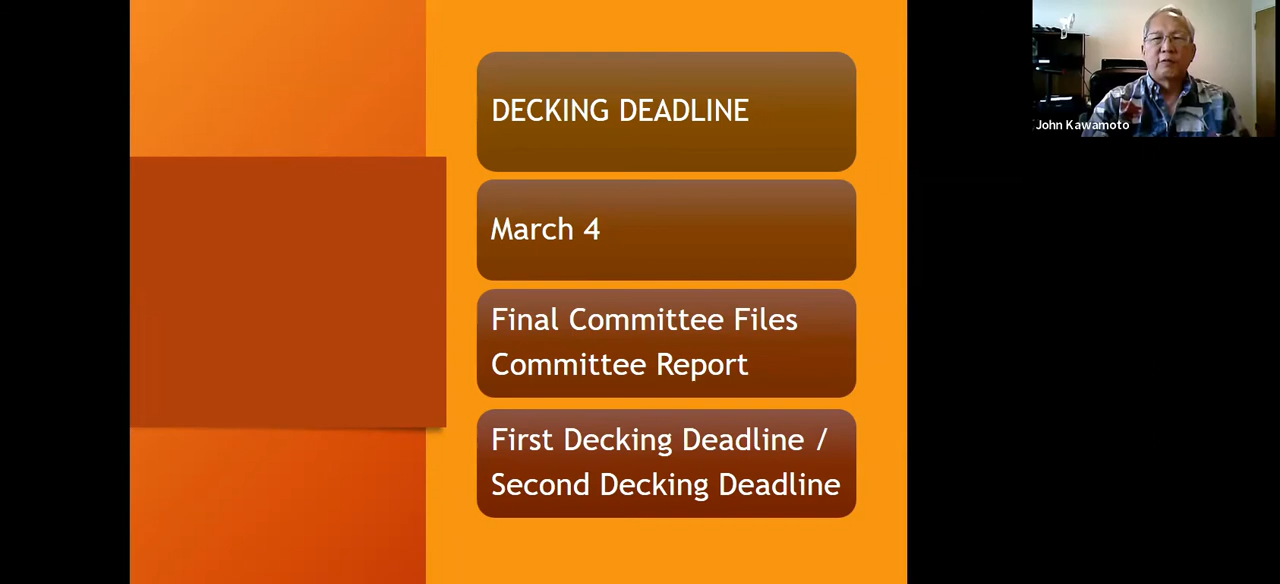 DECKING DEADLINE
March 4
Final Committee Files
Committee Report
First Decking Deadline /
Second Decking Deadline
John Kawamoto